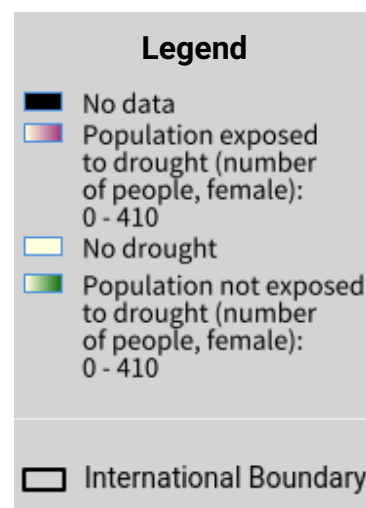 Legend
No data
Population exposed
to drought (number
of people, female):
0 - 410
No drought
Population not exposed
to drought (number
of people, female):
0 - 410
International Boundary